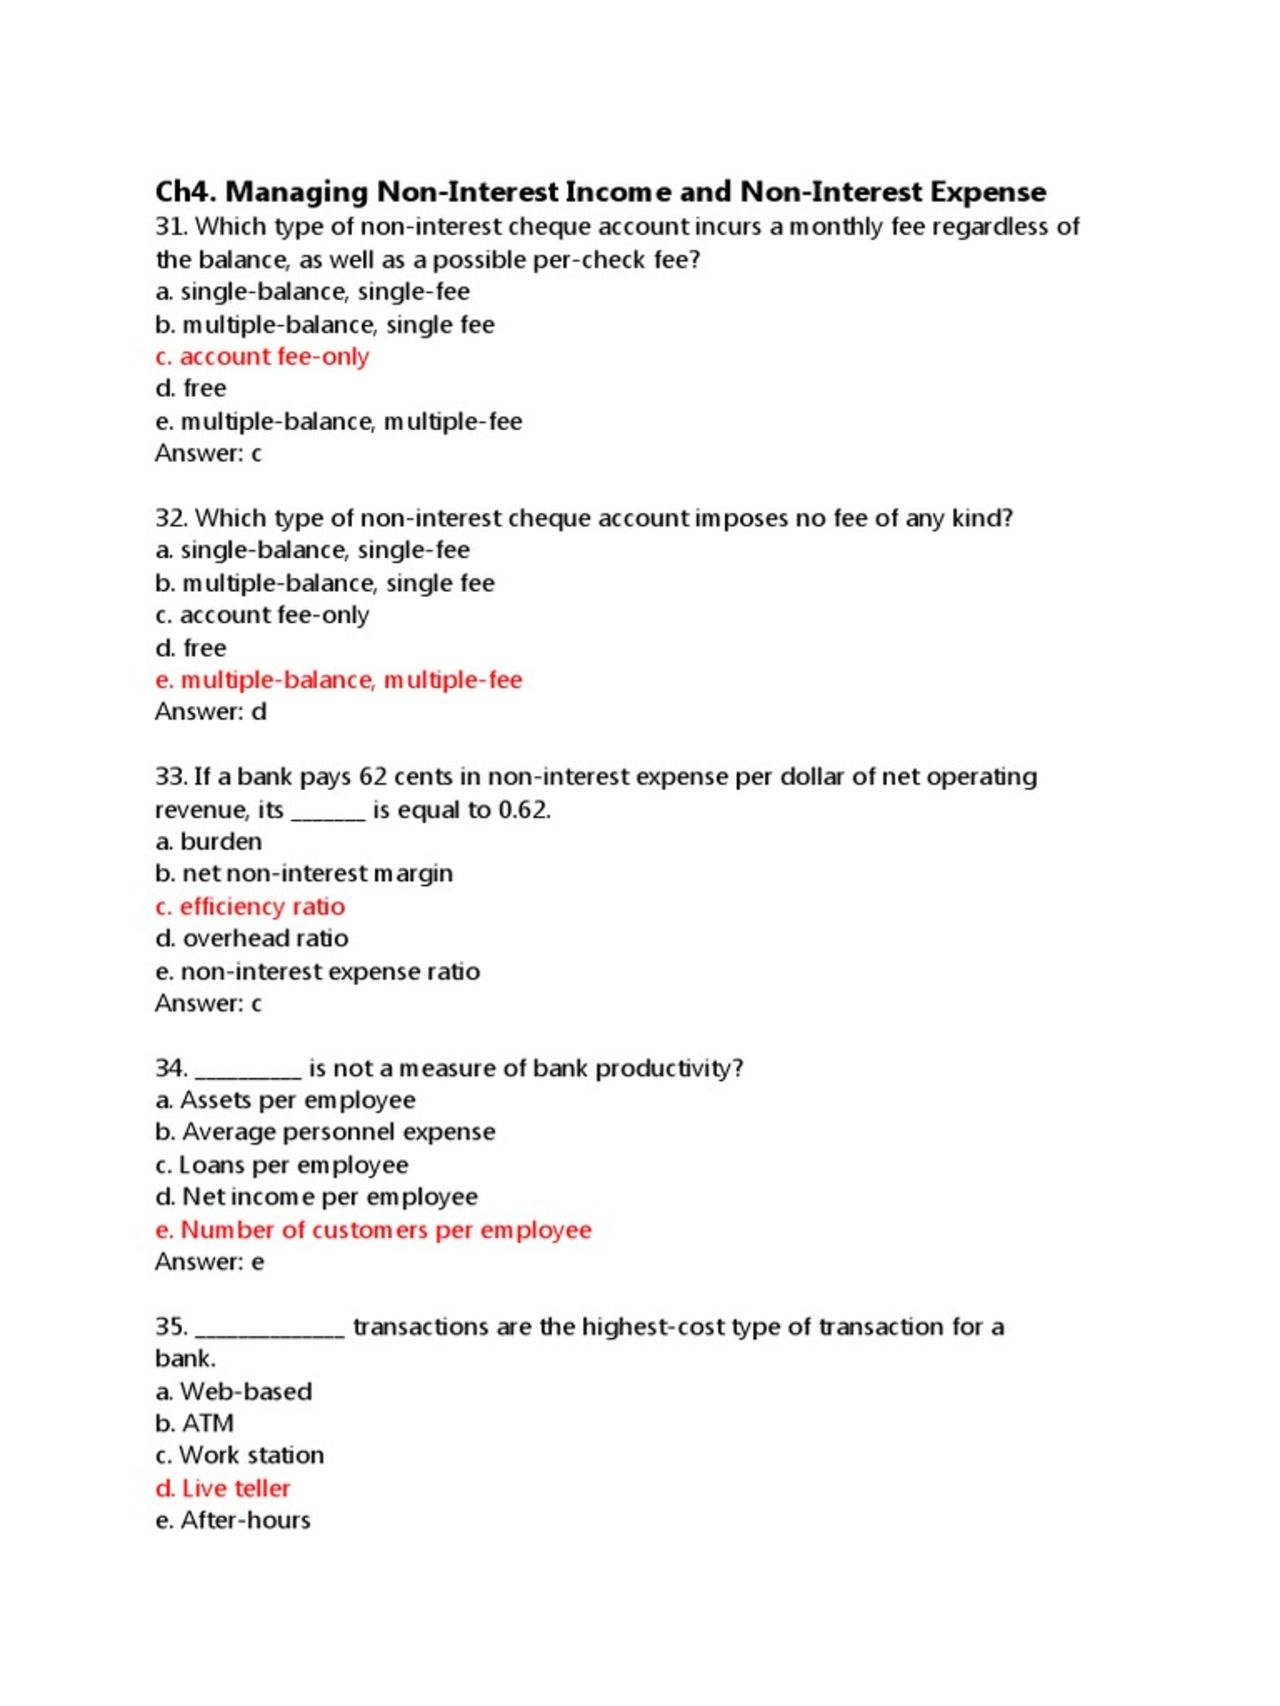 Ch4. Managing Non-Interest Income and Non-Interest Expense
31. Which type of non-interest cheque account incurs a monthly fee regardless of
the balance, as well as a possible per-check fee?
a. single-balance, single-fee
b. multiple-balance, single fee
c. account fee-only
d. free
e. multiple-balance, multiple-fee
Answer: c
32. Which type of non-interest cheque account imposes no fee of any kind?
a. single-balance, single-fee
b. multiple-balance, single fee
c. account fee-only
d. free
e. multiple-balance, multiple-fee
Answer: d
33. If a bank pays 62 cents in non-interest expense per dollar of net operating
revenue, its _______ is equal to 0.62.
a. burden
b. net non-interest margin
c. efficiency ratio
d. overhead ratio
e. non-interest expense ratio
Answer: c
34. __________ is not a measure of bank productivity?
a. Assets per employee
b. Average personnel expense
c. Loans per employee
d. Net income per employee
e. Number of customers per employee
Answer: e
35. ______________ transactions are the highest-cost type of transaction for a
bank.
a. Web-based
b. ATM
c. Work station
d. Live teller
e. After-hours